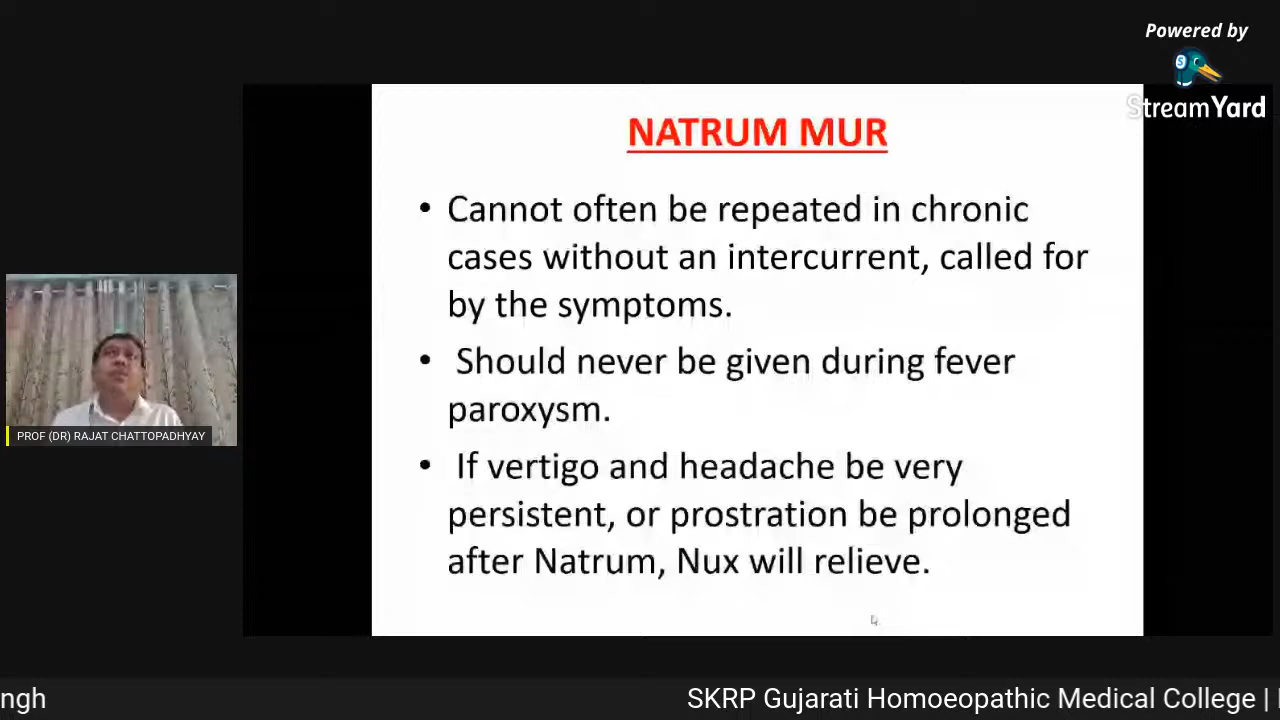 Powered by
StreamYard
NATRUM MUR
• Cannot often be repeated in chronic
cases without an intercurrent, called for
by the symptoms.
• Should never be given during fever
paroxysm.
• If vertigo and headache be very
persistent, or prostration be prolonged
after Natrum, Nux will relieve.
PROF (DR) RAJAT CHATTOPADHYAY
ngh SKRP Gujarati Homoeopathic Medical College |